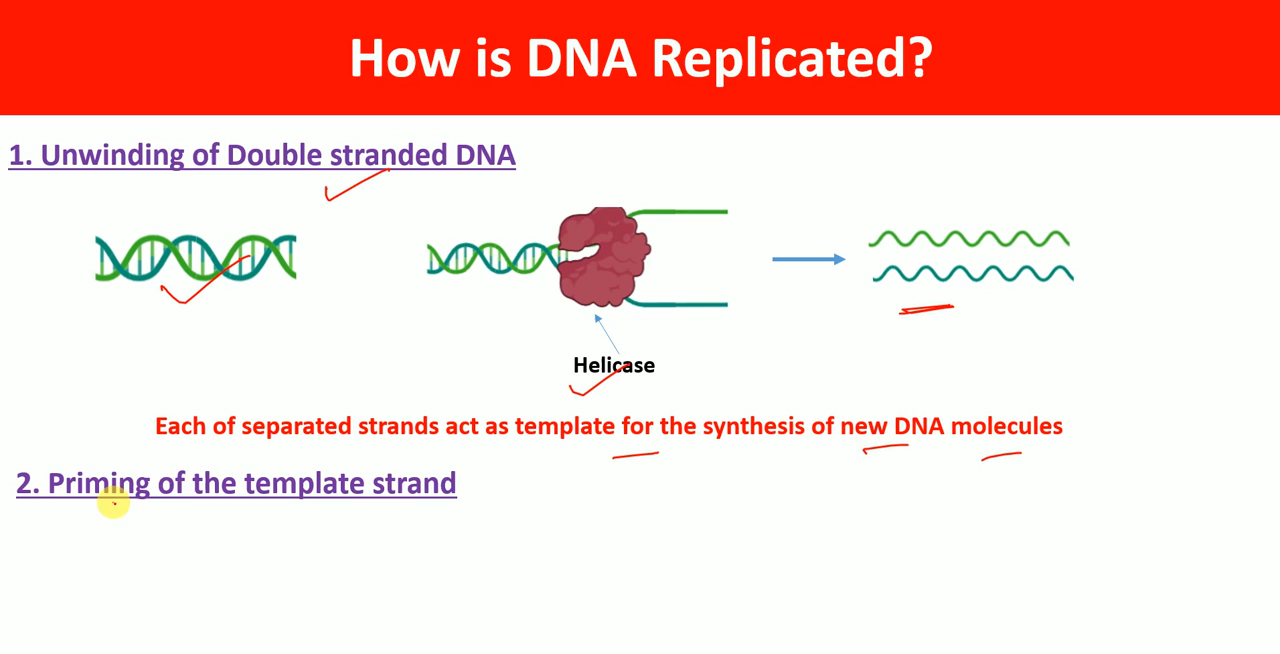 How is DNA Replicated?
1. Unwinding of Double stranded DNA
Helicase
Each of separated strands act as template for the synthesis of new DNA molecules
2. Priming of the template strand